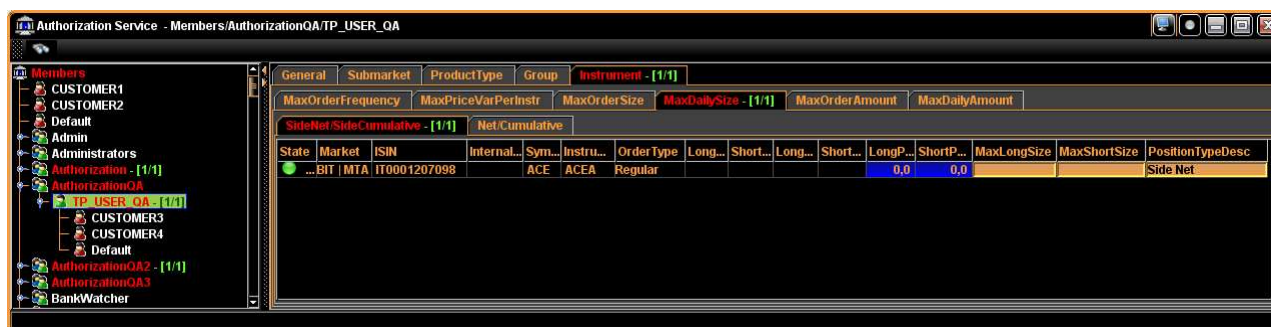 Authorization Service - Members/AuthorizationQA/TP_USER_QA
Members
CUSTOMER1
CUSTOMER2
Default
Admin
Administrators
Authorization - [1/1]
AuthorizationQA
TP_USER_QA - [1/1]
CUSTOMER3
CUSTOMER4
Default
AuthorizationQA2 - [1/1]
AuthorizationQA3
BankWatcher
General Submarket ProductType Group Instrument - [1/1]
MaxOrderFrequency MaxPriceVarPerInstr MaxOrderSize MaxDailySize - [1/1] MaxOrderAmount MaxDailyAmount
SideNet/SideCumulative - [1/1] Net/Cumulative
State Market ISIN Internal... Sym... Instru... OrderType Long... Short... Long... Short... LongP... ShortP... MaxLongSize MaxShortSize PositionTypeDesc
...BIT | MTA IT0001207098 ACE ACEA Regular 0,0 0,0 Side Net